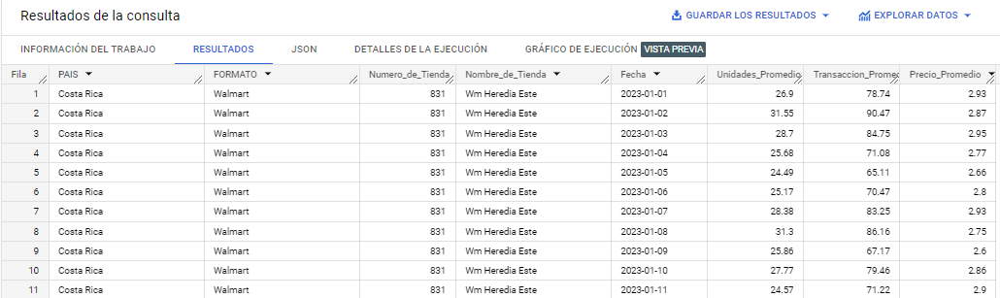 Resultados de la consulta
GUARDAR LOS RESULTADOS
EXPLORAR DATOS
INFORMACIÓN DEL TRABAJO RESULTADOS JSON DETALLES DE LA EJECUCIÓN GRÁFICO DE EJECUCIÓN VISTA PREVIA
Fila PAIS FORMATO Numero_de_Tienda Nombre_de_Tienda Fecha Unidades_Promedio Transaccion_Prome Precio_Promedio
1 Costa Rica Walmart 831 Wm Heredia Este 2023-01-01 26.9 78.74 2.93
2 Costa Rica Walmart 831 Wm Heredia Este 2023-01-02 31.55 90.47 2.87
3 Costa Rica Walmart 831 Wm Heredia Este 2023-01-03 28.7 84.75 2.95
4 Costa Rica Walmart 831 Wm Heredia Este 2023-01-04 25.68 71.08 2.77
5 Costa Rica Walmart 831 Wm Heredia Este 2023-01-05 24.49 65.11 2.66
6 Costa Rica Walmart 831 Wm Heredia Este 2023-01-06 25.17 70.47 2.8
7 Costa Rica Walmart 831 Wm Heredia Este 2023-01-07 28.38 83.25 2.93
8 Costa Rica Walmart 831 Wm Heredia Este 2023-01-08 31.3 86.16 2.75
9 Costa Rica Walmart 831 Wm Heredia Este 2023-01-09 25.86 67.17 2.6
10 Costa Rica Walmart 831 Wm Heredia Este 2023-01-10 27.77 79.46 2.86
11 Costa Rica Walmart 831 Wm Heredia Este 2023-01-11 24.57 71.22 2.9